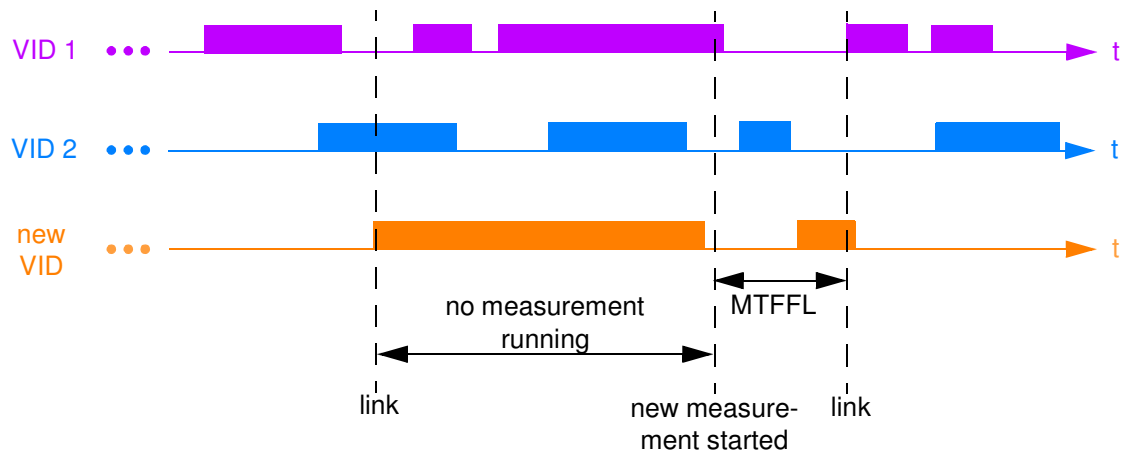 VID 1
t
VID 2
t
new
VID
t
MTFFL
no measurement
running
link
new measure-
ment started
link